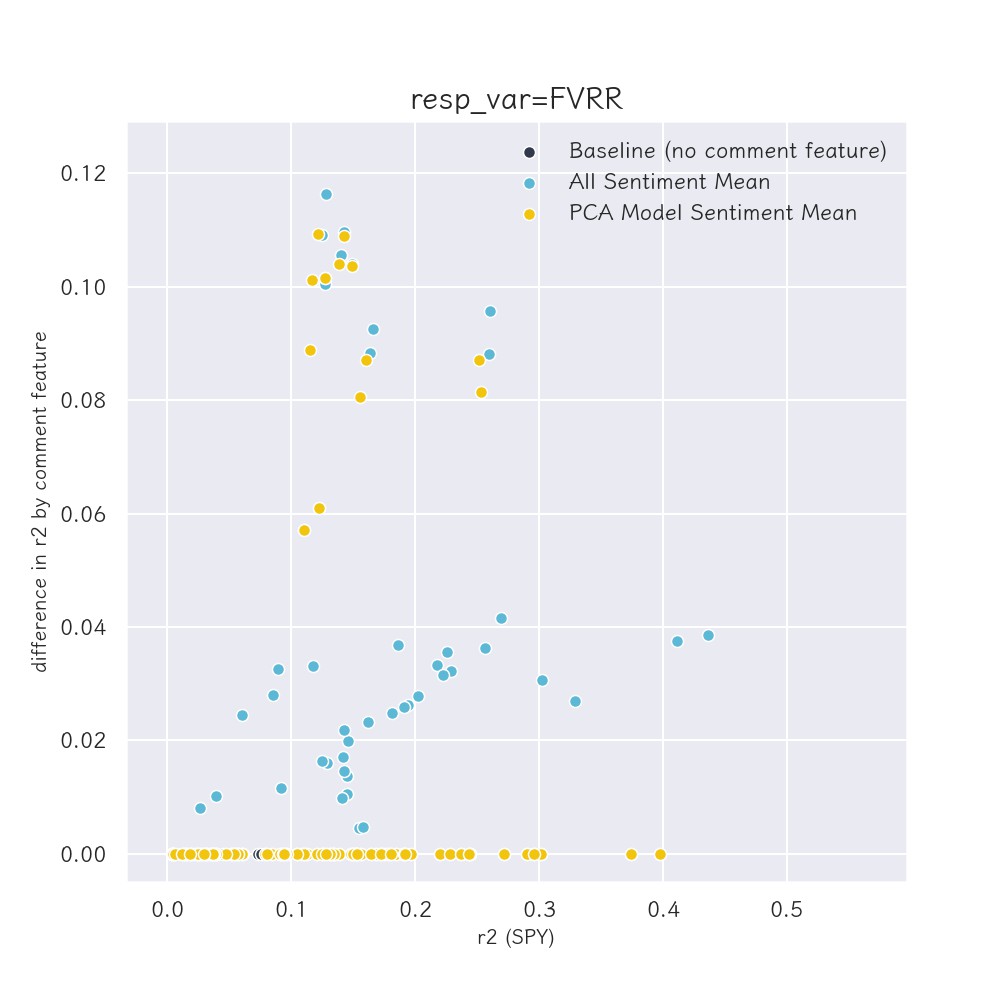 resp_var=FVRR
Baseline (no comment feature)
All Sentiment Mean
PCA Model Sentiment Mean
difference in r2 by comment feature
0.12
0.10
0.08
0.06
0.04
0.02
0.00
0.0 0.1 0.2 0.3 0.4 0.5
r2 (SPY)